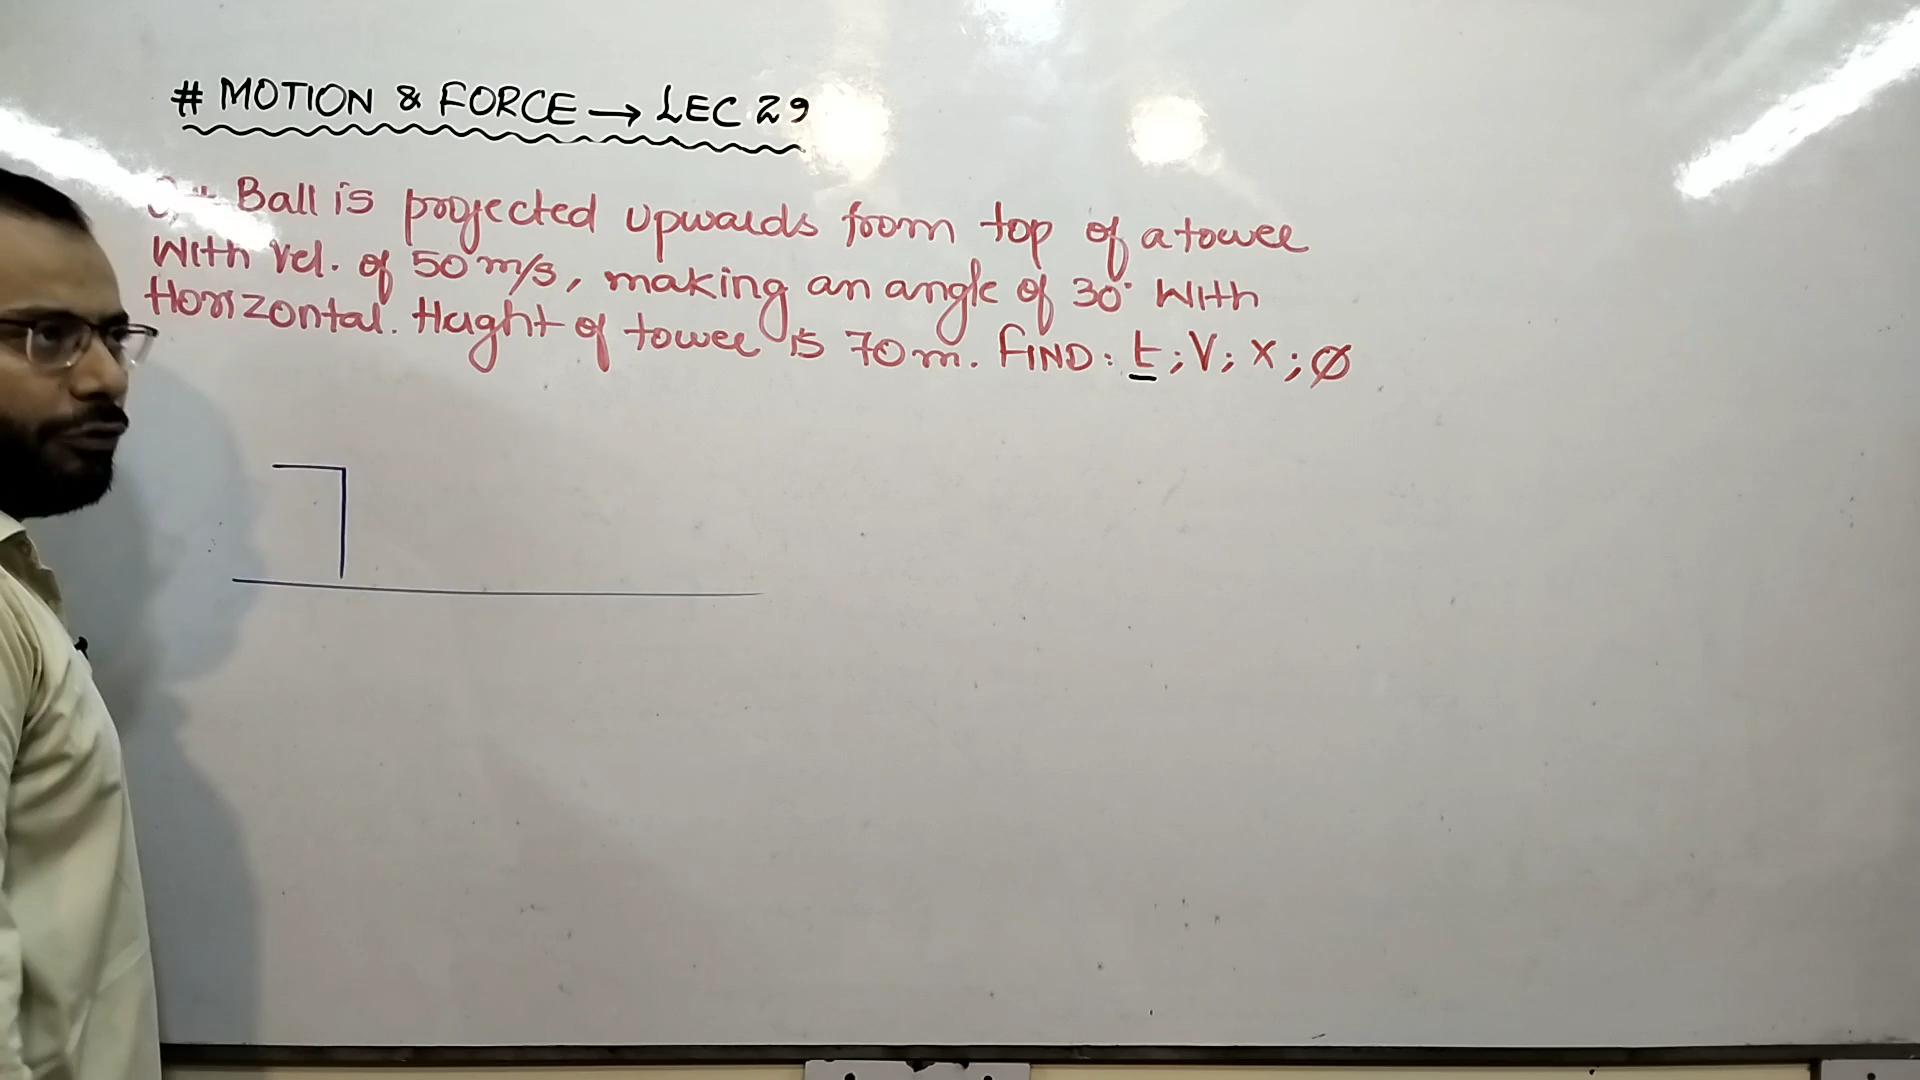 # MOTION & FORCE → LEC 29
Ball is projected upwards from top of a tower
With Vel. of 50 m/s, making an angle of 30° With
Horizontal. Height of tower is 70 m. FIND: t ; V ; X ; Ø